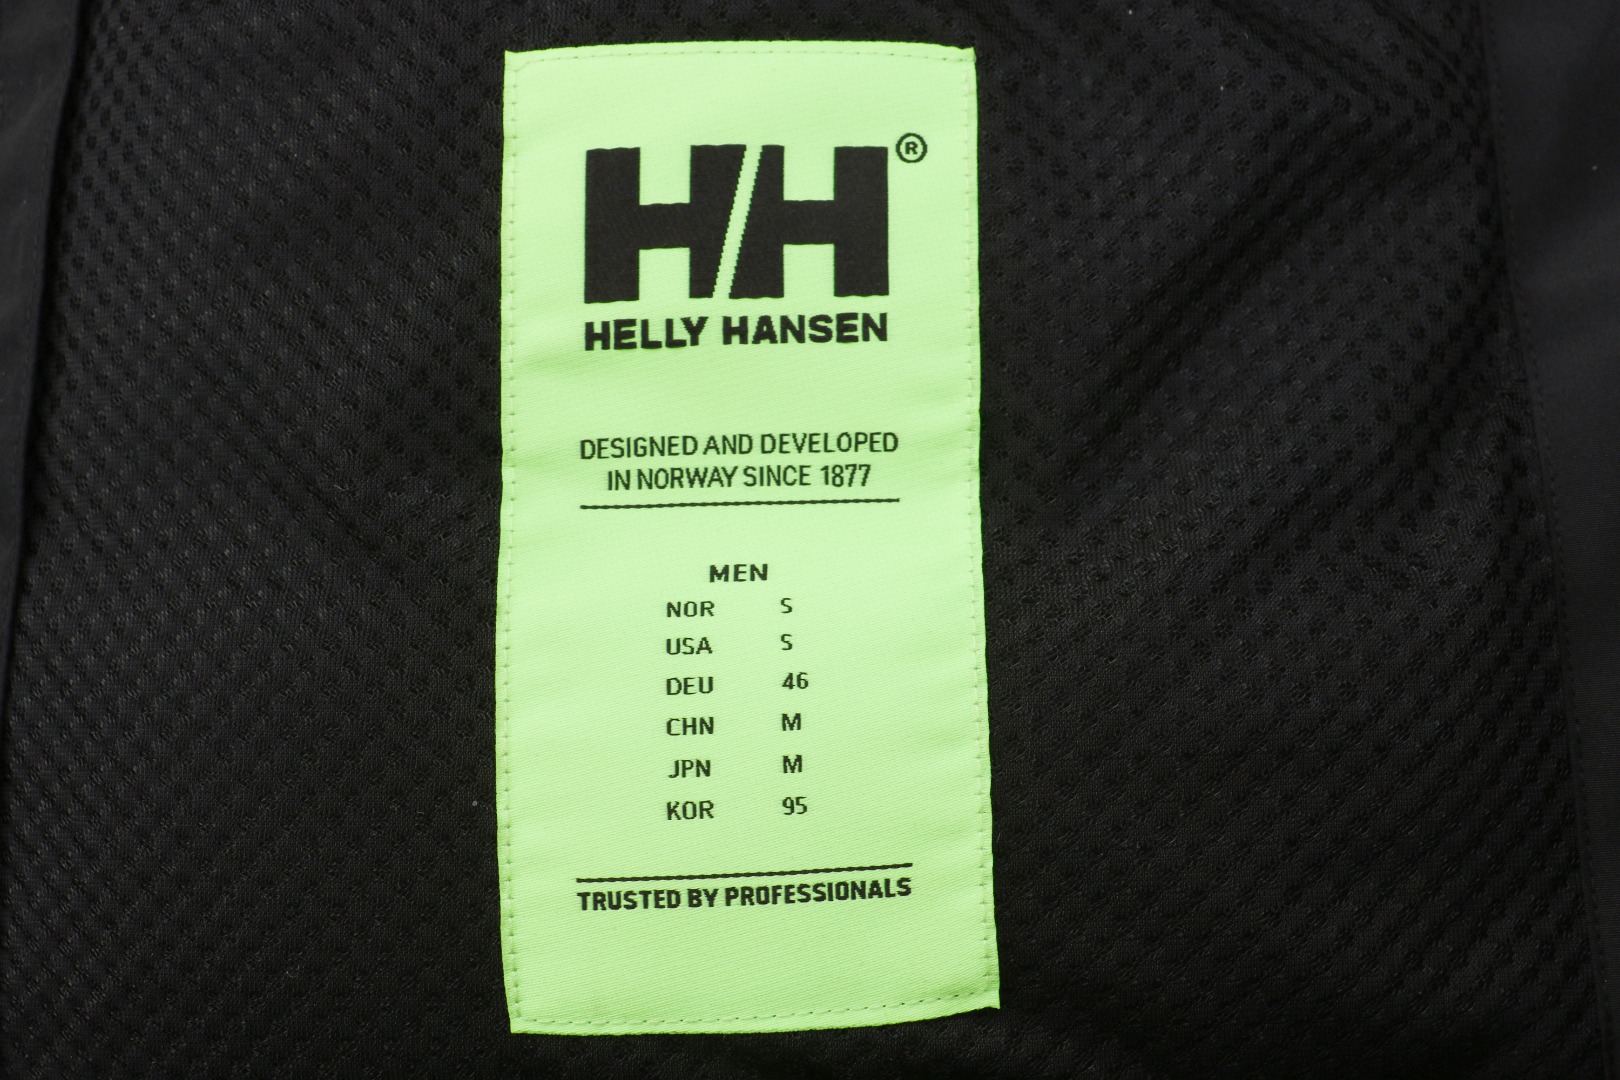 HH®
HELLY HANSEN
DESIGNED AND DEVELOPED
IN NORWAY SINCE 1877
MEN
NOR S
USA S
DEU 46
CHN M
JPN M
KOR 95
TRUSTED BY PROFESSIONALS